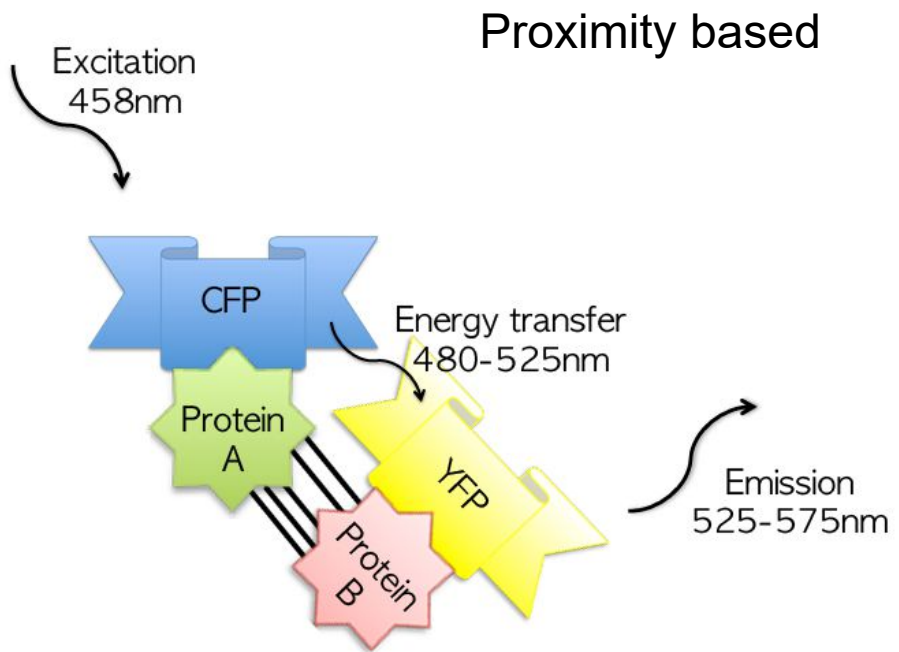 Proximity based
Excitation
458nm
CFP
Energy transfer
480-525nm
Protein
A
YFP
Protein
B
Emission
525-575nm